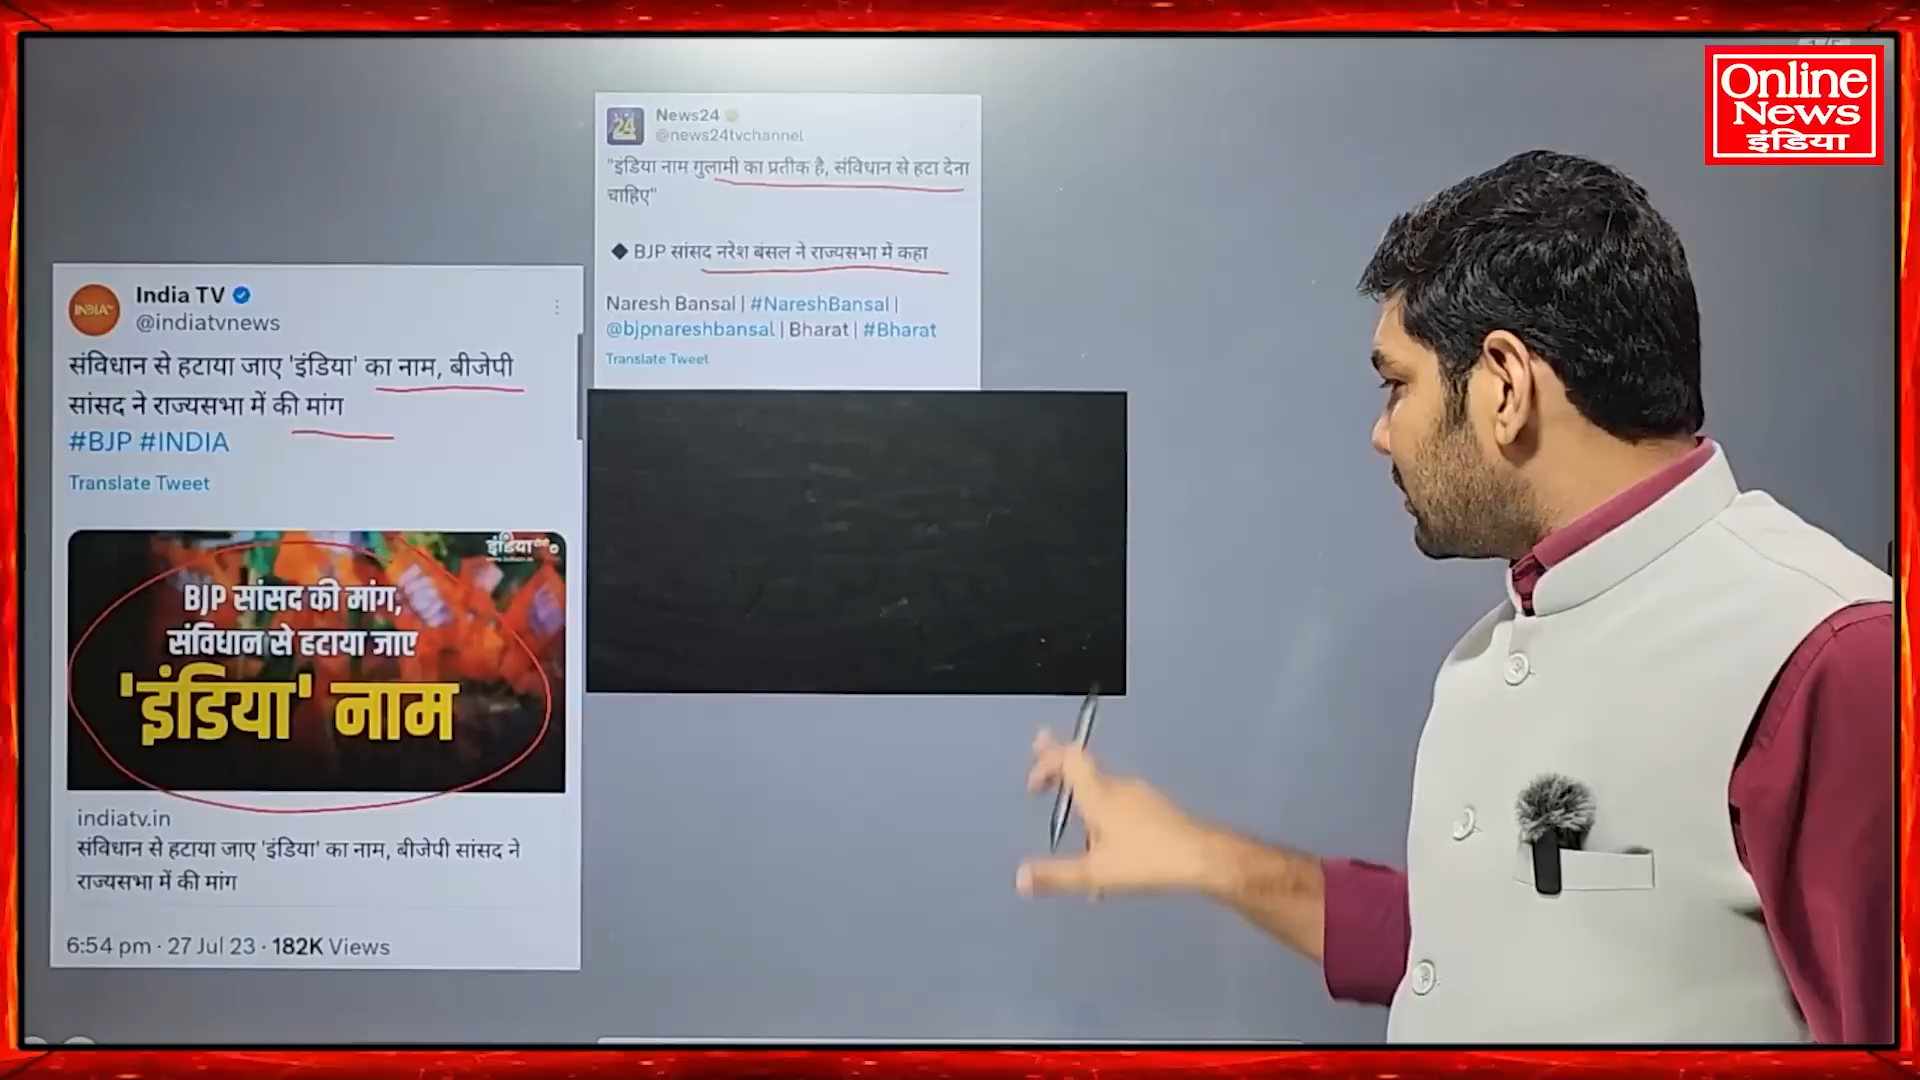 Online
News
इंडिया
News24
@news24tvchannel
"इंडिया नाम गुलामी का प्रतीक है, संविधान से हटा देना
चाहिए"
◆ BJP सांसद नरेश बंसल ने राज्यसभा में कहा
Naresh Bansal | #NareshBansal |
@bjpnareshbansal | Bharat | #Bharat
Translate Tweet
India TV
@indiatvnews
संविधान से हटाया जाए 'इंडिया' का नाम, बीजेपी
सांसद ने राज्यसभा में की मांग
#BJP #INDIA
Translate Tweet
इंडिया
BJP सांसद की मांग,
संविधान से हटाया जाए
'इंडिया' नाम
indiatv.in
संविधान से हटाया जाए 'इंडिया' का नाम, बीजेपी सांसद ने
राज्यसभा में की मांग
6:54 pm · 27 Jul 23 · 182K Views
24